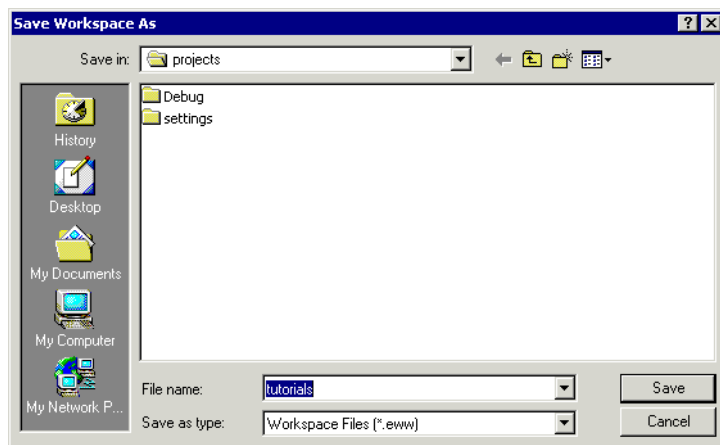 Save Workspace As
Save in:
projects
Debug
settings
History
Desktop
My Documents
My Computer
My Network P...
File name:
tutorials
Save
Save as type:
Workspace Files (*.eww)
Cancel